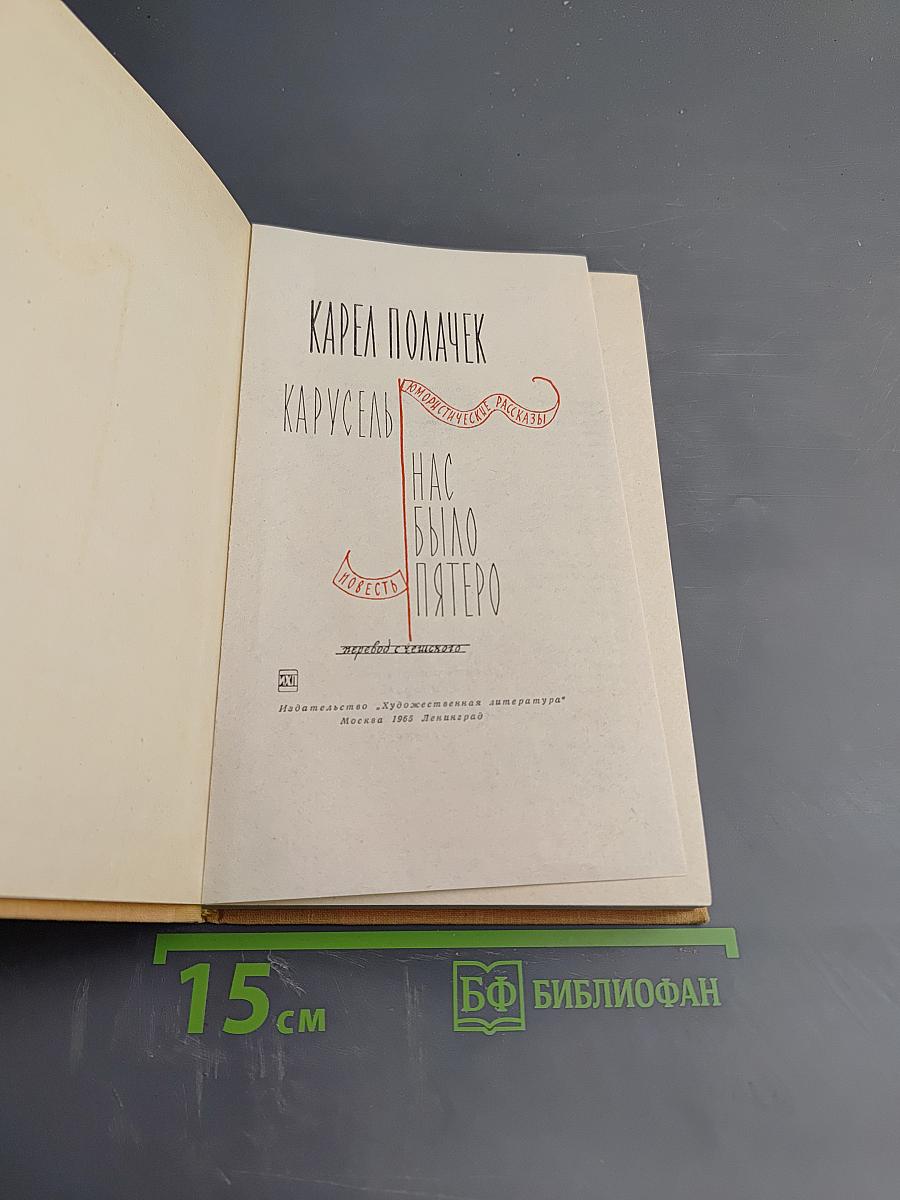 КАРЕЛ ПОЛАЧЕК
КАРУСЕЛЬ
ЮМОРИСТИЧЕСКИЕ РАССКАЗЫ
НАС
БЫЛО
ПЯТЕРО
ПОВЕСТЬ
перевод с чешского
ИХЛ
Издательство „Художественная литература"
Москва 1965 Ленинград
15 см
БФ БИБЛИОФАН